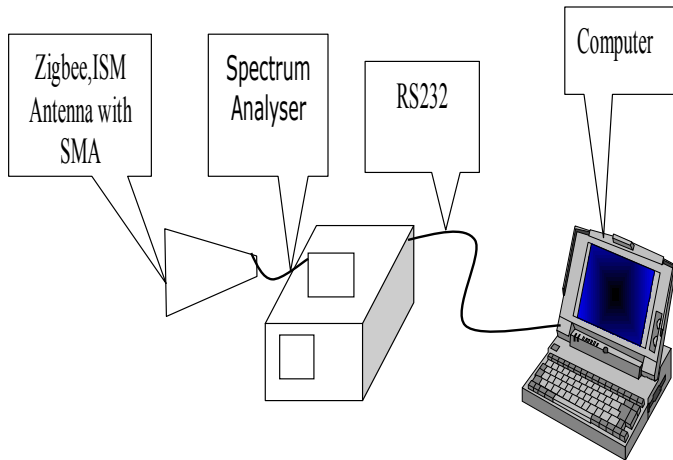 Zigbee,ISM
Antenna with
SMA
Spectrum
Analyser
RS232
Computer